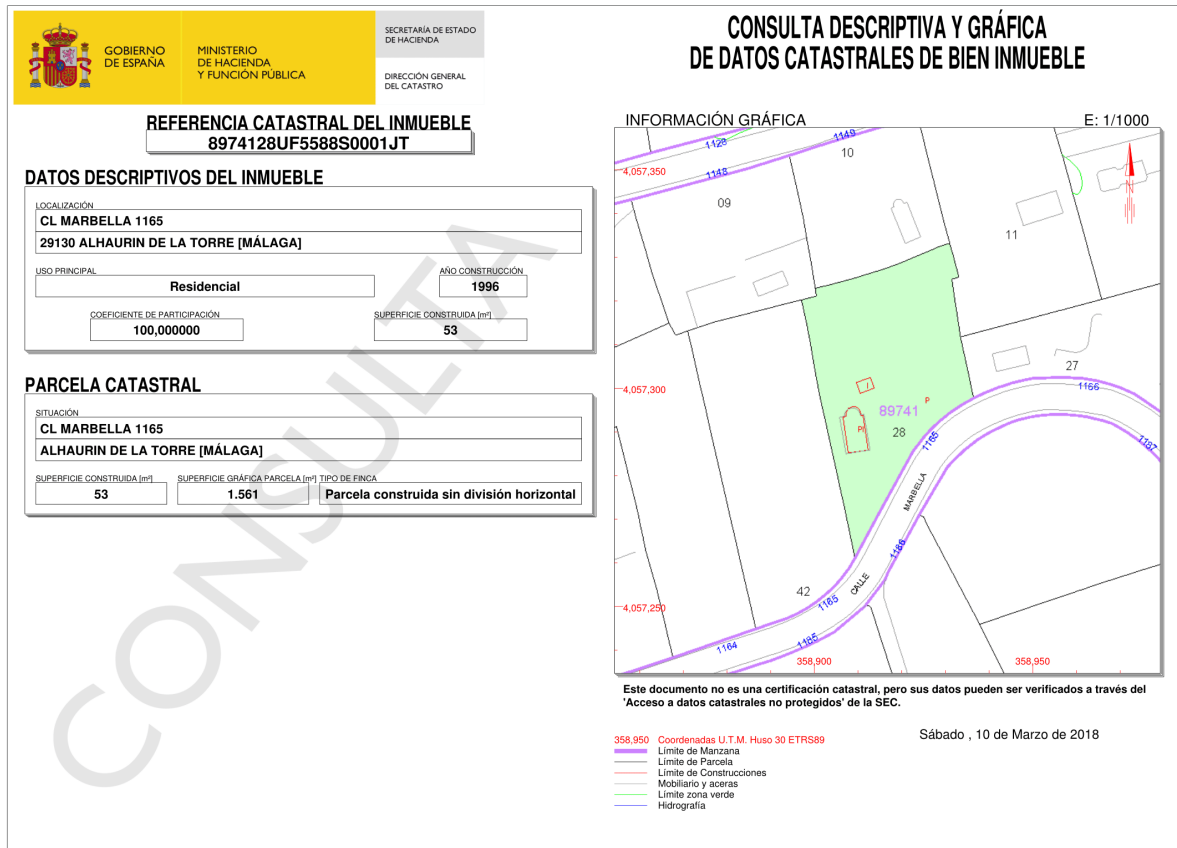 GOBIERNO
DE ESPAÑA
MINISTERIO
DE HACIENDA
Y FUNCIÓN PÚBLICA
SECRETARÍA DE ESTADO
DE HACIENDA
DIRECCIÓN GENERAL
DEL CATASTRO
REFERENCIA CATASTRAL DEL INMUEBLE
8974128UF5588S0001JT
DATOS DESCRIPTIVOS DEL INMUEBLE
LOCALIZACIÓN
CL MARBELLA 1165
29130 ALHAURIN DE LA TORRE [MÁLAGA]
USO PRINCIPAL
Residencial
AÑO CONSTRUCCIÓN
1996
COEFICIENTE DE PARTICIPACIÓN
100,000000
SUPERFICIE CONSTRUIDA [m²]
53
PARCELA CATASTRAL
SITUACIÓN
CL MARBELLA 1165
ALHAURIN DE LA TORRE [MÁLAGA]
SUPERFICIE CONSTRUIDA [m²]
53
SUPERFICIE GRÁFICA PARCELA [m²]
1.561
TIPO DE FINCA
Parcela construida sin división horizontal
CONSULTA
CONSULTA DESCRIPTIVA Y GRÁFICA
DE DATOS CATASTRALES DE BIEN INMUEBLE
INFORMACIÓN GRÁFICA
E: 1/1000
1128
1149
10
4,057,350
1148
N
09
11
27
4,057,300
1166
89741
P
I
PI
28
1165
1187
MARBELLA
1186
42
CALLE
1165
4,057,250
1185
1164
358,900
358,950
Este documento no es una certificación catastral, pero sus datos pueden ser verificados a través del
'Acceso a datos catastrales no protegidos' de la SEC.
Sábado , 10 de Marzo de 2018
358,950 Coordenadas U.T.M. Huso 30 ETRS89
Límite de Manzana
Límite de Parcela
Límite de Construcciones
Mobiliario y aceras
Límite zona verde
Hidrografía